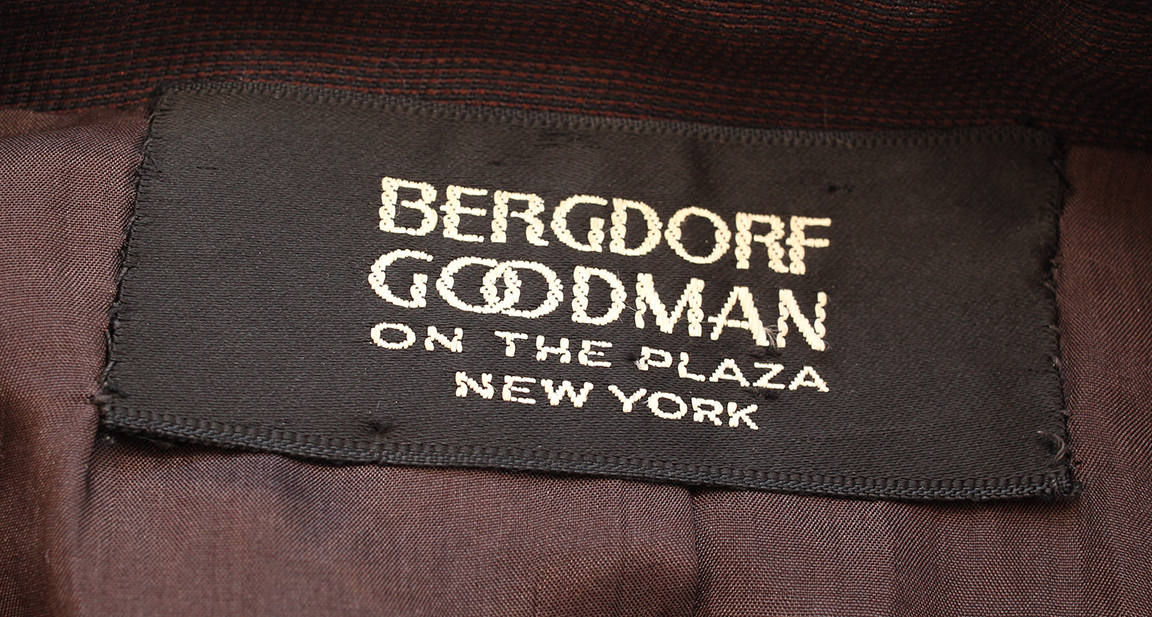 BERGDORF
GOODMAN
ON THE PLAZA
NEW YORK